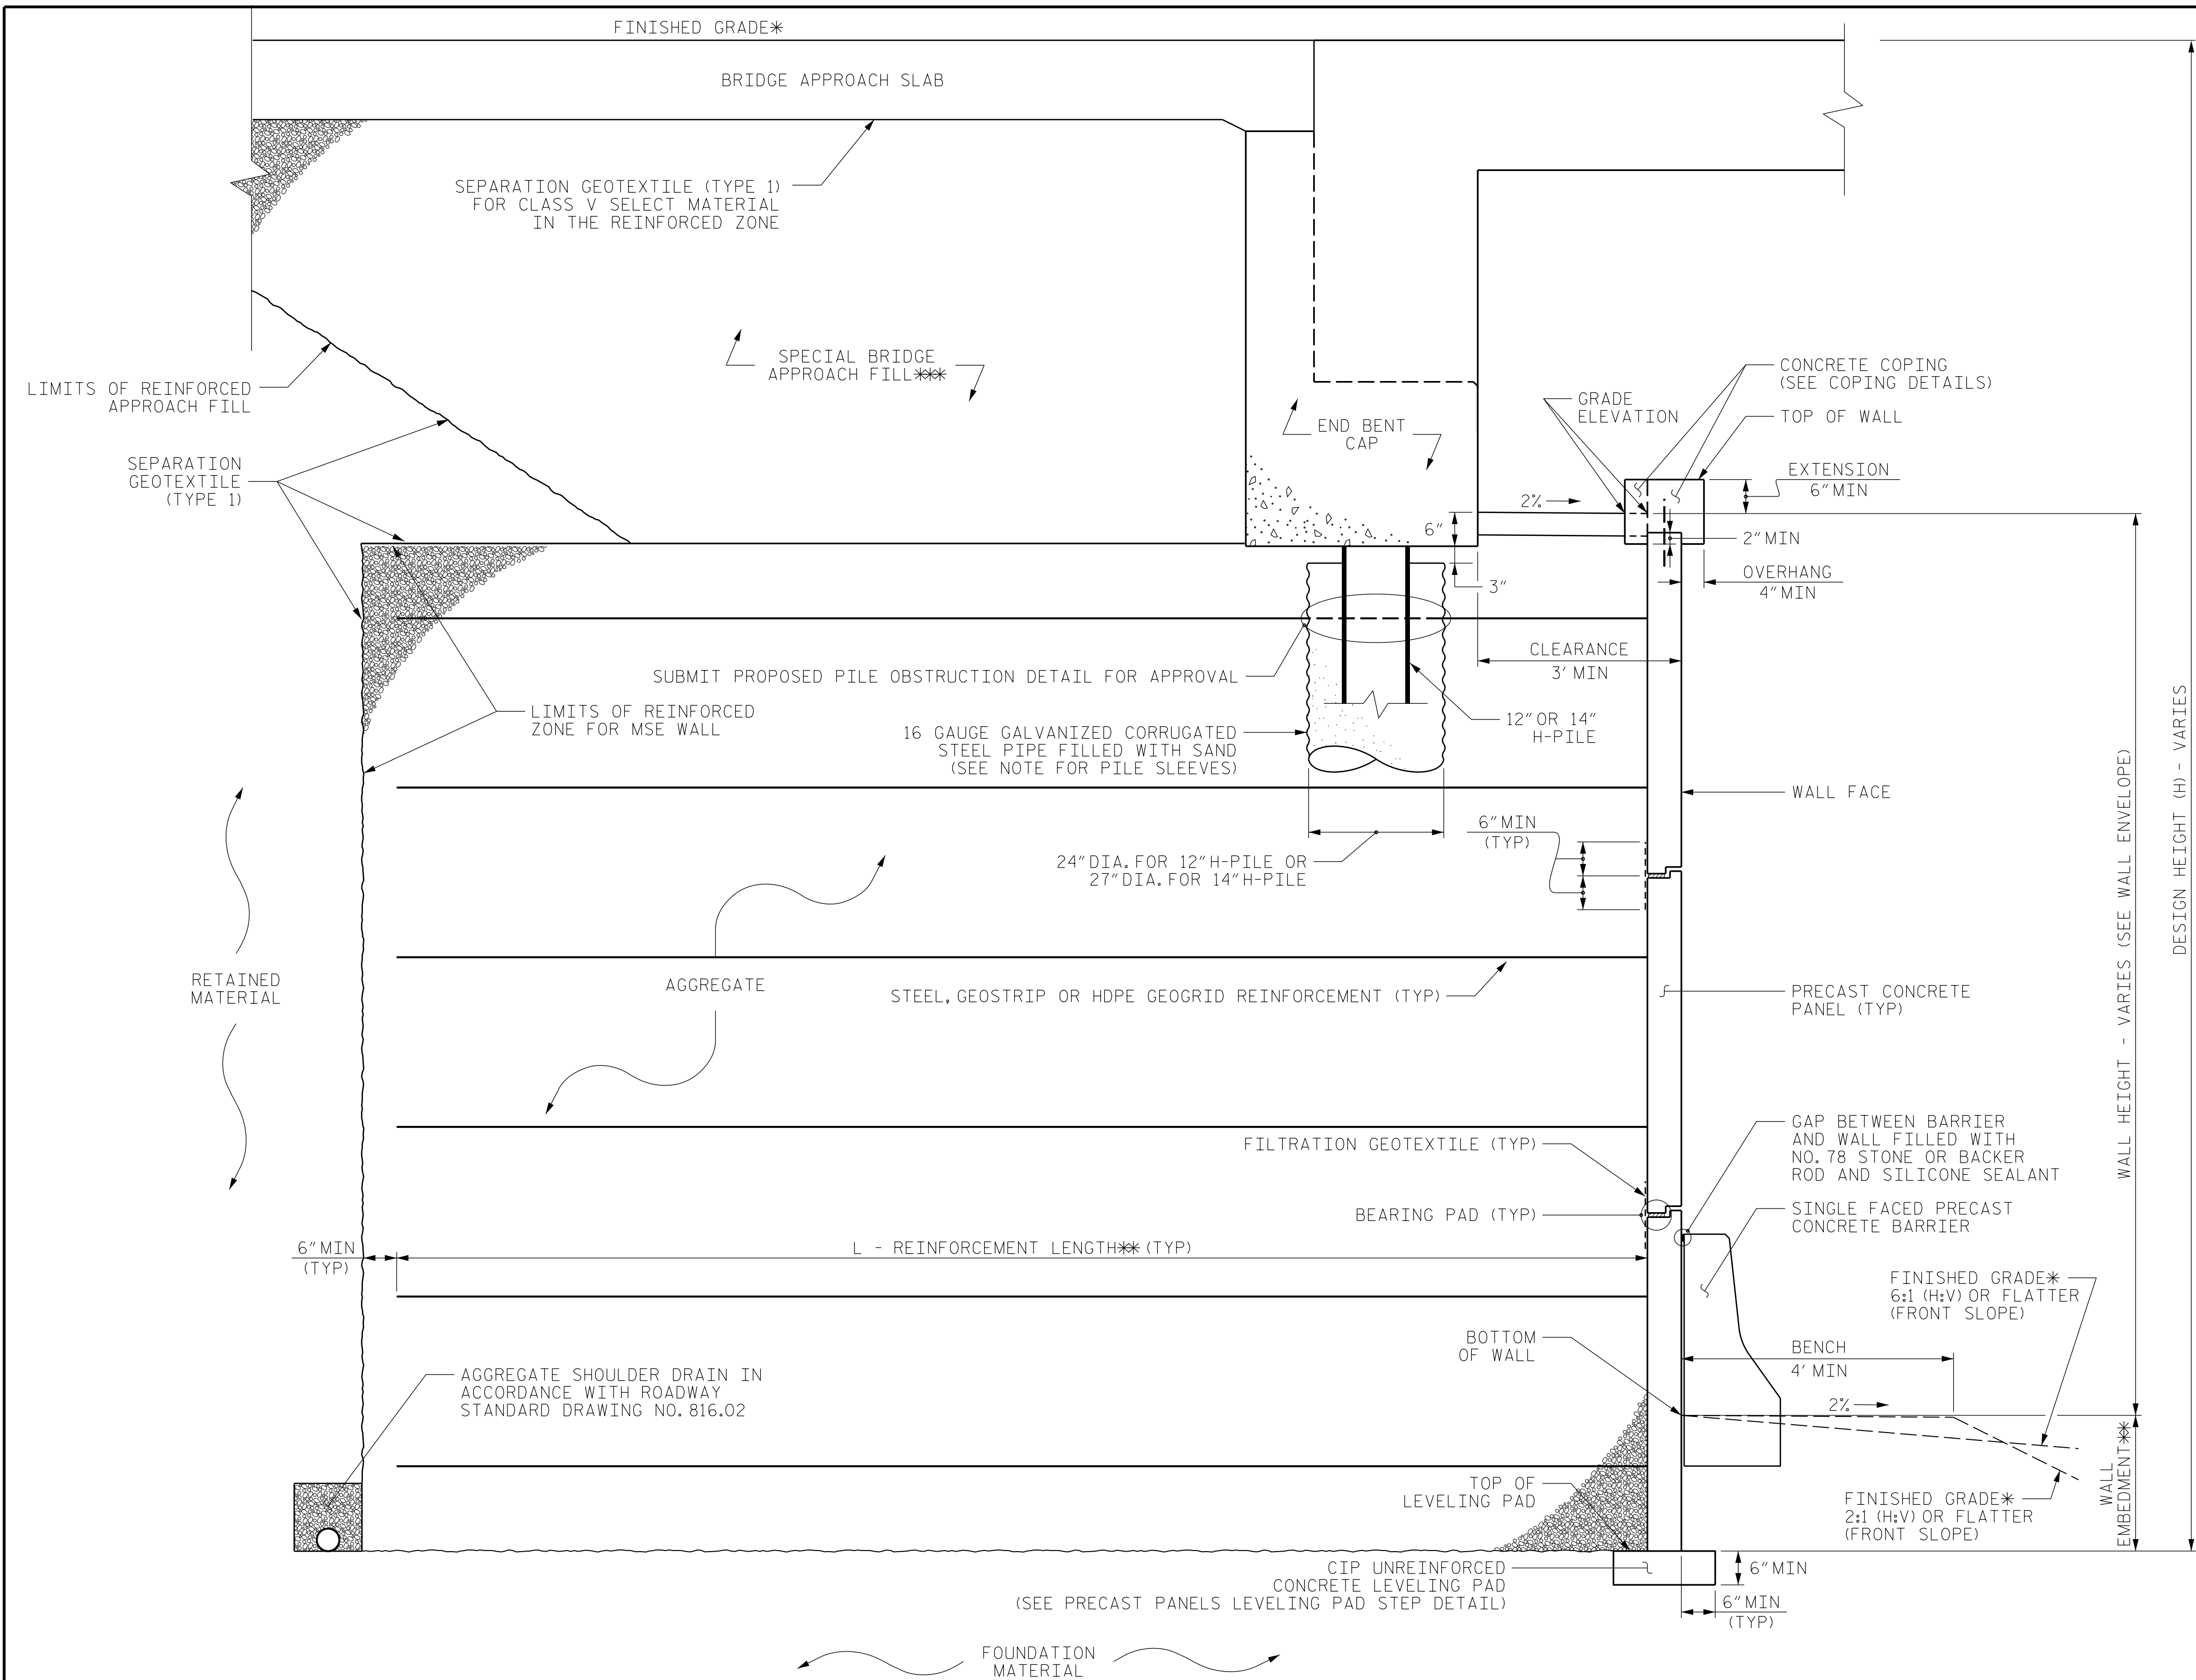 FINISHED GRADE*
BRIDGE APPROACH SLAB
SEPARATION GEOTEXTILE (TYPE 1)
FOR CLASS V SELECT MATERIAL
IN THE REINFORCED ZONE
SPECIAL BRIDGE
APPROACH FILL***
LIMITS OF REINFORCED
APPROACH FILL
SEPARATION
GEOTEXTILE
(TYPE 1)
END BENT
CAP
GRADE
ELEVATION
CONCRETE COPING
(SEE COPING DETAILS)
TOP OF WALL
EXTENSION
6" MIN
2%
6"
2" MIN
3"
OVERHANG
4" MIN
CLEARANCE
3' MIN
SUBMIT PROPOSED PILE OBSTRUCTION DETAIL FOR APPROVAL
LIMITS OF REINFORCED
ZONE FOR MSE WALL
16 GAUGE GALVANIZED CORRUGATED
STEEL PIPE FILLED WITH SAND
(SEE NOTE FOR PILE SLEEVES)
12" OR 14"
H-PILE
WALL FACE
6" MIN
(TYP)
24" DIA. FOR 12" H-PILE OR
27" DIA. FOR 14" H-PILE
RETAINED
MATERIAL
AGGREGATE
STEEL, GEOSTRIP OR HDPE GEOGRID REINFORCEMENT (TYP)
PRECAST CONCRETE
PANEL (TYP)
WALL HEIGHT - VARIES (SEE WALL ENVELOPE)
DESIGN HEIGHT (H) - VARIES
FILTRATION GEOTEXTILE (TYP)
GAP BETWEEN BARRIER
AND WALL FILLED WITH
NO. 78 STONE OR BACKER
ROD AND SILICONE SEALANT
BEARING PAD (TYP)
SINGLE FACED PRECAST
CONCRETE BARRIER
6" MIN
(TYP)
L - REINFORCEMENT LENGTH** (TYP)
FINISHED GRADE*
6:1 (H:V) OR FLATTER
(FRONT SLOPE)
BOTTOM
OF WALL
BENCH
4' MIN
2%
AGGREGATE SHOULDER DRAIN IN
ACCORDANCE WITH ROADWAY
STANDARD DRAWING NO. 816.02
TOP OF
LEVELING PAD
FINISHED GRADE*
2:1 (H:V) OR FLATTER
(FRONT SLOPE)
WALL
EMBEDMENT**
CIP UNREINFORCED
CONCRETE LEVELING PAD
(SEE PRECAST PANELS LEVELING PAD STEP DETAIL)
6" MIN
6" MIN
(TYP)
FOUNDATION
MATERIAL